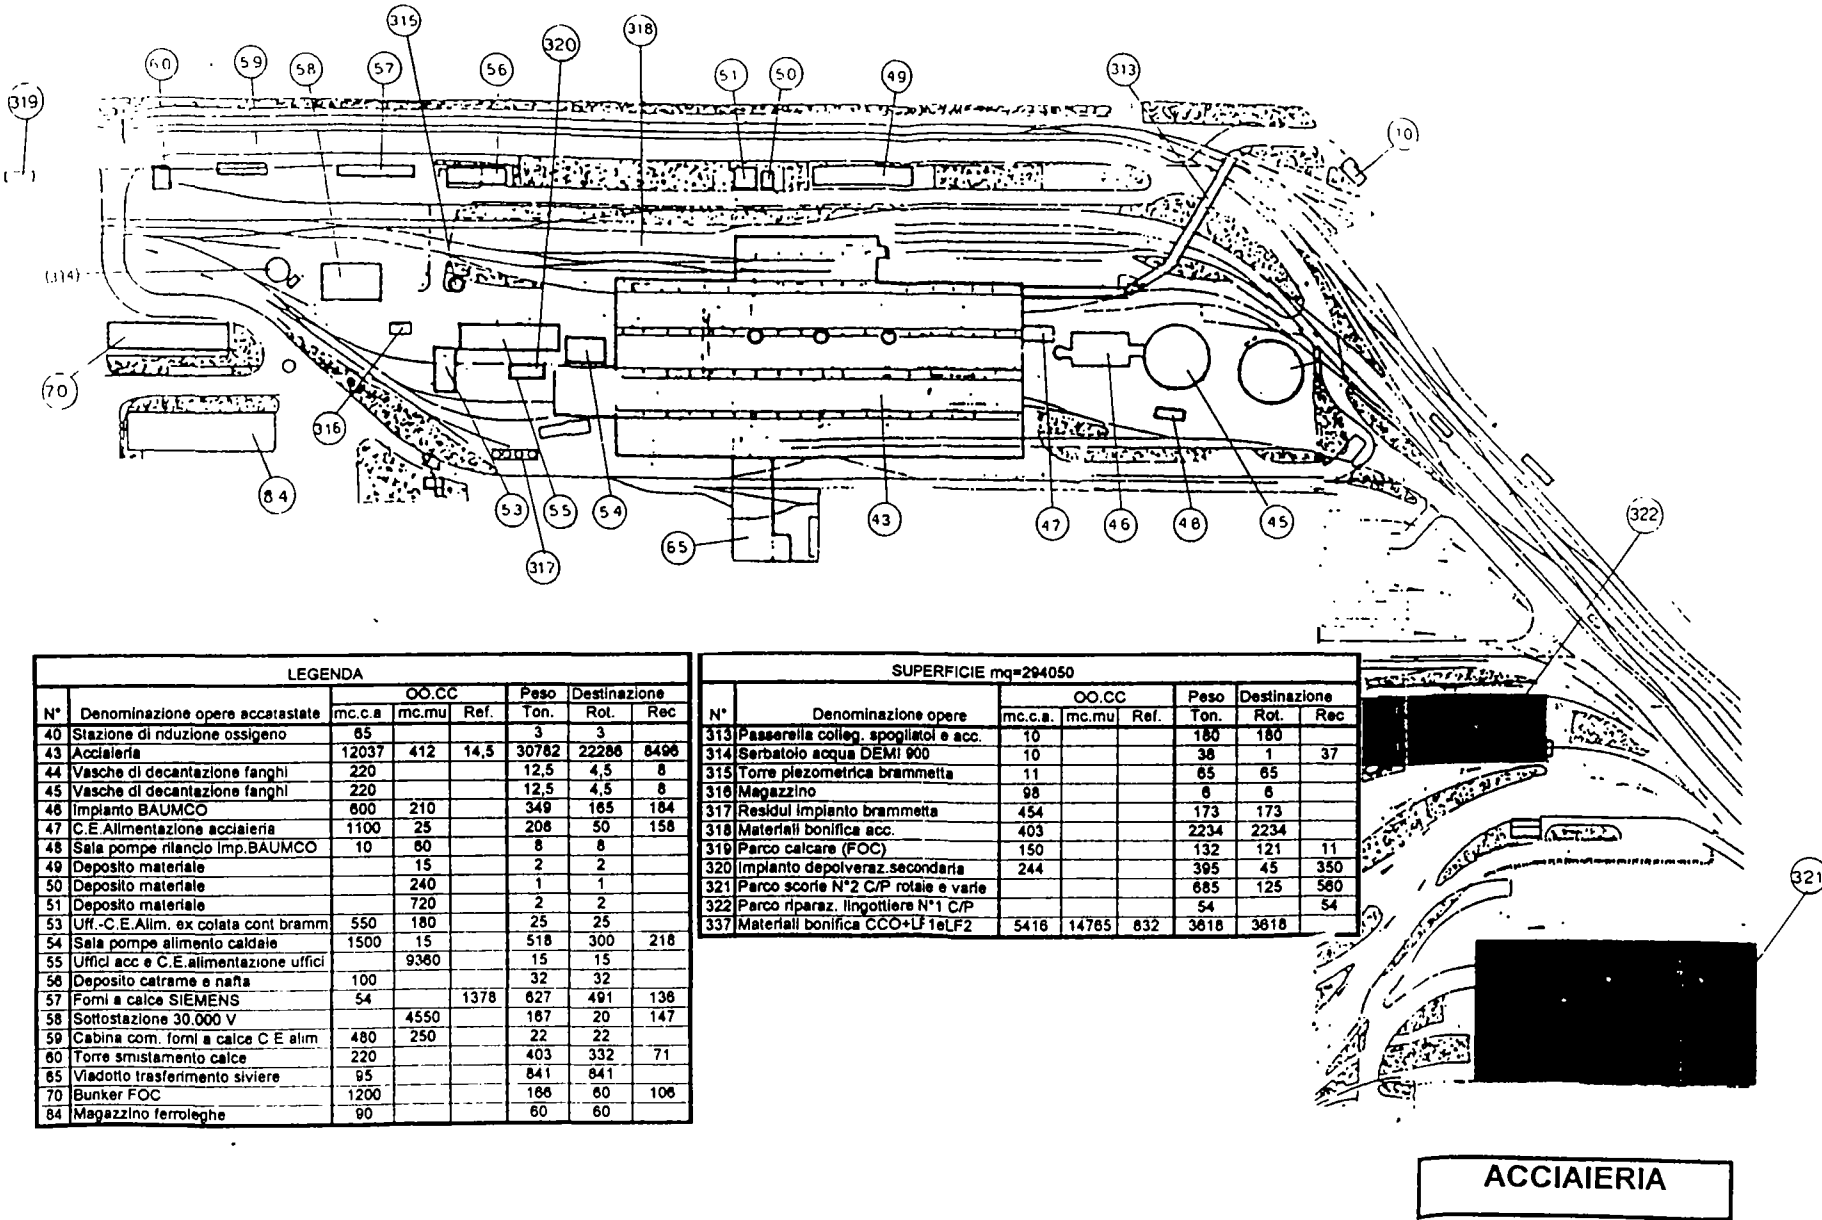 315
318
320
60
59
58
57
56
51
50
49
313
319
10
(314)
70
316
84
53
55
54
317
65
43
47
46
48
45
322
321
LEGENDA
N° Denominazione opere accatastate OO.CC mc.c.a mc.mu Ref. Peso Ton. Destinazione Rot. Rec
40 Stazione di riduzione ossigeno 65 3 3
43 Acciaieria 12037 412 14,5 30782 22286 8496
44 Vasche di decantazione fanghi 220 12,5 4,5 8
45 Vasche di decantazione fanghi 220 12,5 4,5 8
46 Impianto BAUMCO 600 210 349 165 184
47 C.E.Alimentazione acciaieria 1100 25 208 50 158
48 Sala pompe rilancio Imp.BAUMCO 10 60 8 8
49 Deposito materiale 15 2 2
50 Deposito materiale 240 1 1
51 Deposito materiale 720 2 2
53 Uff.-C.E.Alim. ex colata cont bramm 550 180 25 25
54 Sala pompe alimento caldaie 1500 15 518 300 218
55 Uffici acc e C.E.alimentazione uffici 9360 15 15
56 Deposito catrame e nafta 100 32 32
57 Forni a calce SIEMENS 54 1378 627 491 136
58 Sottostazione 30.000 V 4550 167 20 147
59 Cabina com. forni a calce C E alim 480 250 22 22
60 Torre smistamento calce 220 403 332 71
65 Viadotto trasferimento siviere 95 841 841
70 Bunker FOC 1200 166 60 106
84 Magazzino ferroleghe 90 60 60
SUPERFICIE mq=294050
N° Denominazione opere OO.CC mc.c.a. mc.mu Ref. Peso Ton. Destinazione Rot. Rec
313 Passerella colleg. spogliatoi e acc. 10 180 180
314 Serbatoio acqua DEMI 900 10 38 1 37
315 Torre piezometrica brammetta 11 65 65
316 Magazzino 98 6 6
317 Residui impianto brammetta 454 173 173
318 Materiali bonifica acc. 403 2234 2234
319 Parco calcare (FOC) 150 132 121 11
320 Impianto depolveraz.secondaria 244 395 45 350
321 Parco scorie N°2 C/P rotaie e varie 685 125 560
322 Parco riparaz. lingottiere N°1 C/P 54 54
337 Materiali bonifica CCO+LF1eLF2 5416 14765 832 3618 3618
ACCIAIERIA